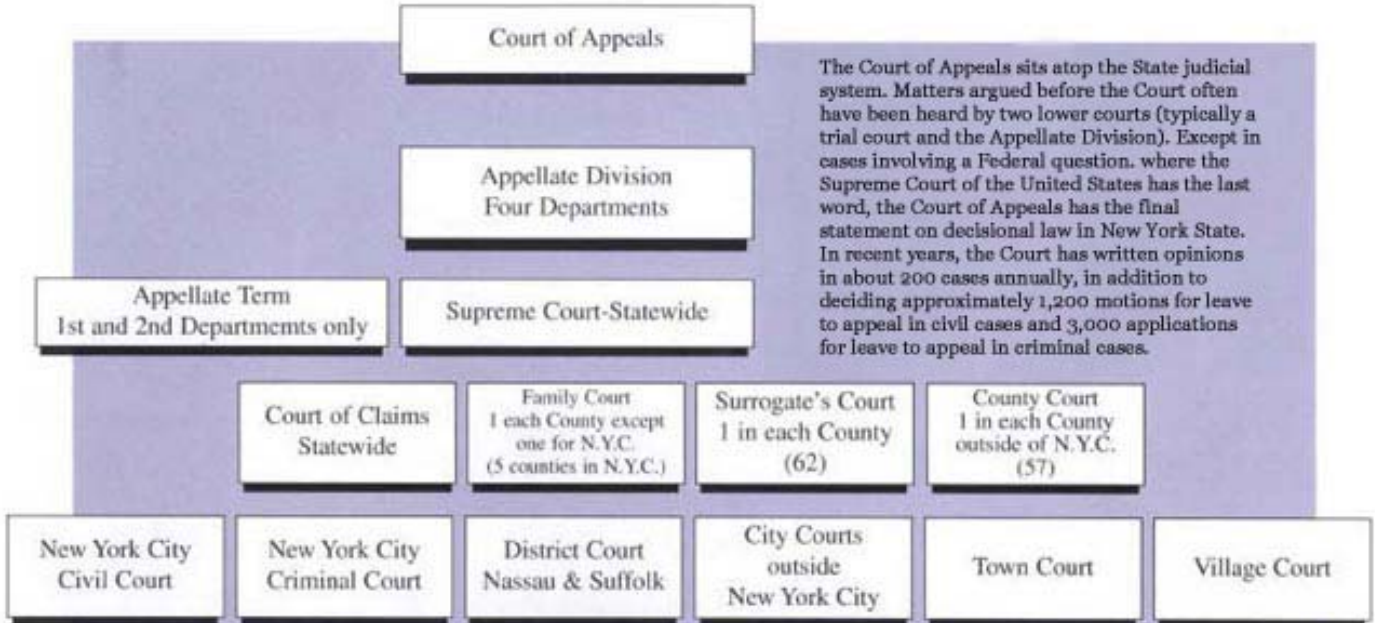 Court of Appeals
The Court of Appeals sits atop the State judicial
system. Matters argued before the Court often
have been heard by two lower courts (typically a
trial court and the Appellate Division). Except in
cases involving a Federal question. where the
Supreme Court of the United States has the last
word, the Court of Appeals has the final
statement on decisional law in New York State.
In recent years, the Court has written opinions
in about 200 cases annually, in addition to
deciding approximately 1,200 motions for leave
to appeal in civil cases and 3,000 applications
for leave to appeal in criminal cases.
Appellate Division
Four Departments
Appellate Term
1st and 2nd Departmemts only
Supreme Court-Statewide
Court of Claims
Statewide
Family Court
1 each County except
one for N.Y.C.
(5 counties in N.Y.C.)
Surrogate's Court
1 in each County
(62)
County Court
1 in each County
outside of N.Y.C.
(57)
New York City
Civil Court
New York City
Criminal Court
District Court
Nassau & Suffolk
City Courts
outside
New York City
Town Court
Village Court